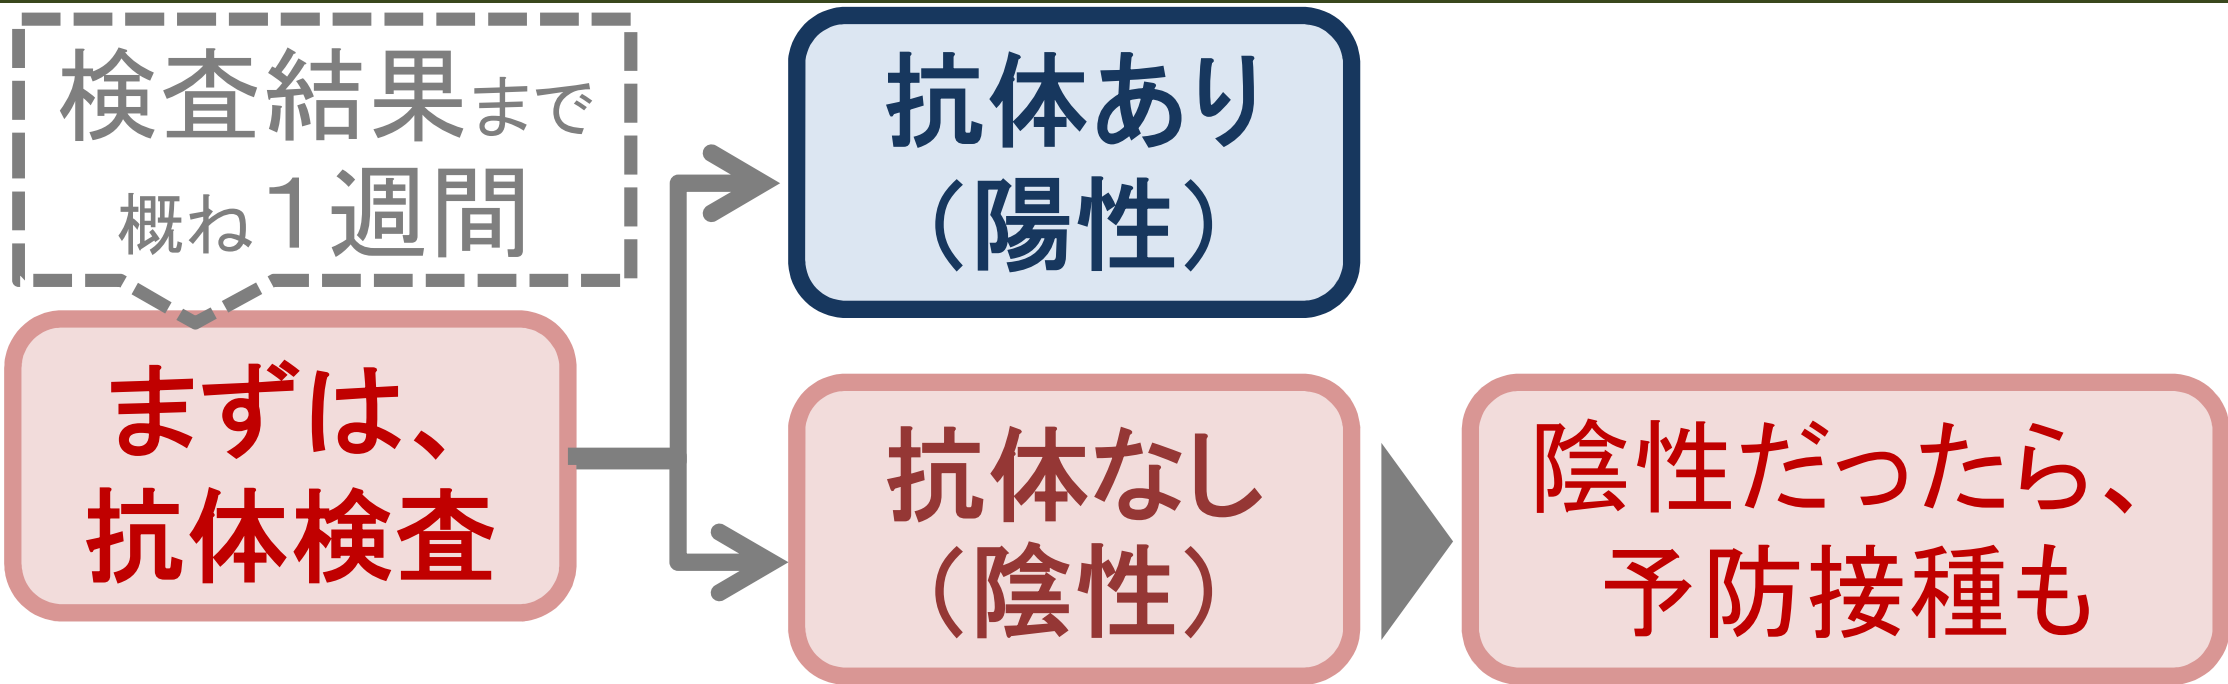 検査結果まで
概ね1週間
まずは、
抗体検査
抗体あり
（陽性）
抗体なし
（陰性）
陰性だったら、
予防接種も